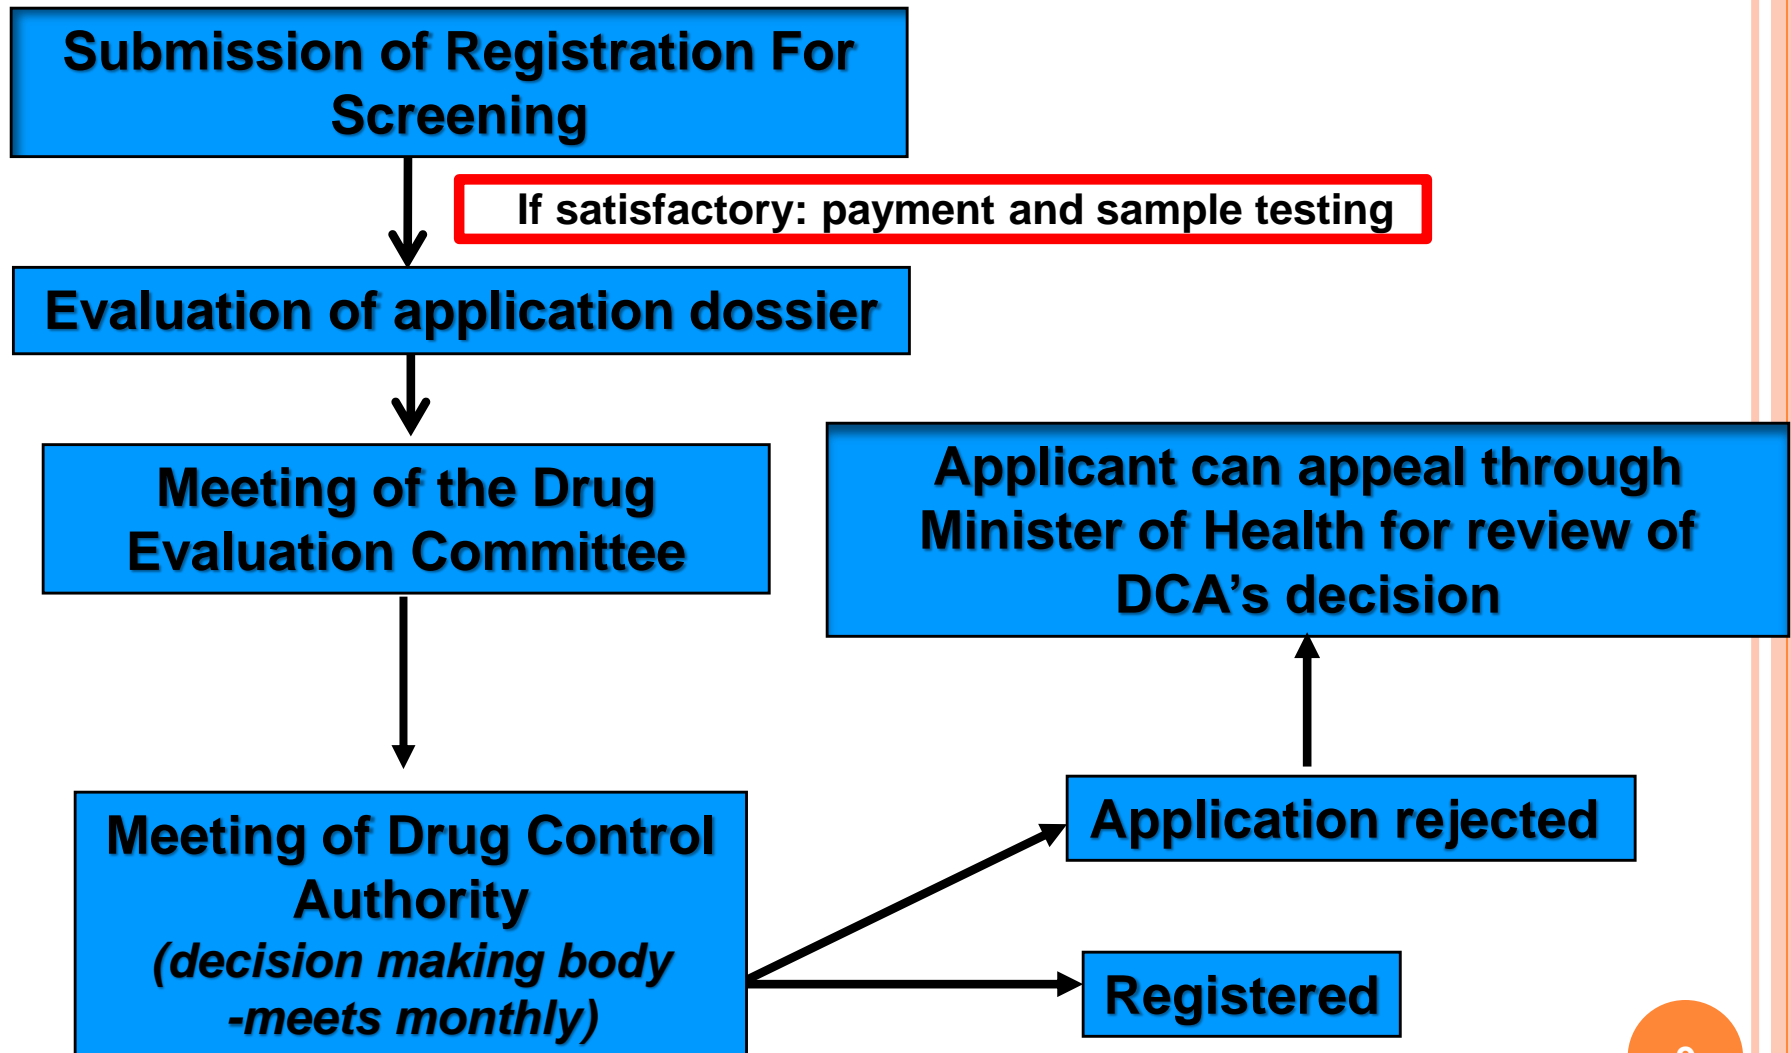 Submission of Registration For
Screening
If satisfactory: payment and sample testing
Evaluation of application dossier
Meeting of the Drug
Evaluation Committee
Applicant can appeal through
Minister of Health for review of
DCA’s decision
Meeting of Drug Control
Authority
(decision making body
-meets monthly)
Application rejected
Registered